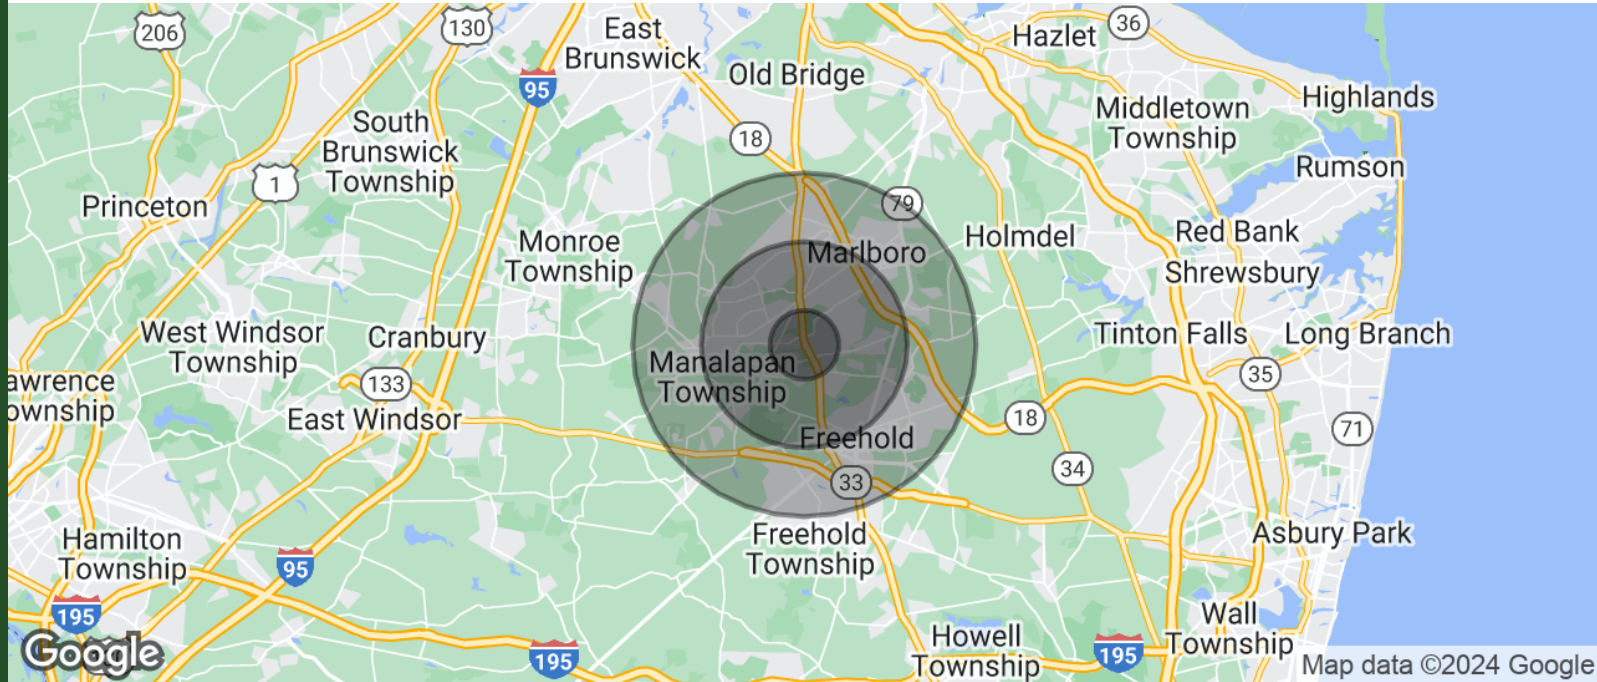 206
130
East
Brunswick
36
Hazlet
Old Bridge
95
Highlands
Middletown
Township
South
Brunswick
Township
18
Rumson
1
Princeton
79
Monroe
Township
Marlboro
Holmdel
Red Bank
Shrewsbury
West Windsor
Township
Cranbury
Tinton Falls
Long Branch
Manalapan
Township
awrence
ownship
133
35
East Windsor
18
71
Freehold
34
33
Hamilton
Township
Freehold
Township
Asbury Park
95
195
Wall
Township
Howell
Township
195
195
Google
Map data ©2024 Google